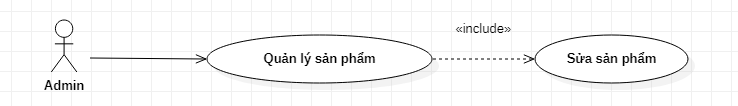 «include»
Quản lý sản phẩm
Sửa sản phẩm
Admin